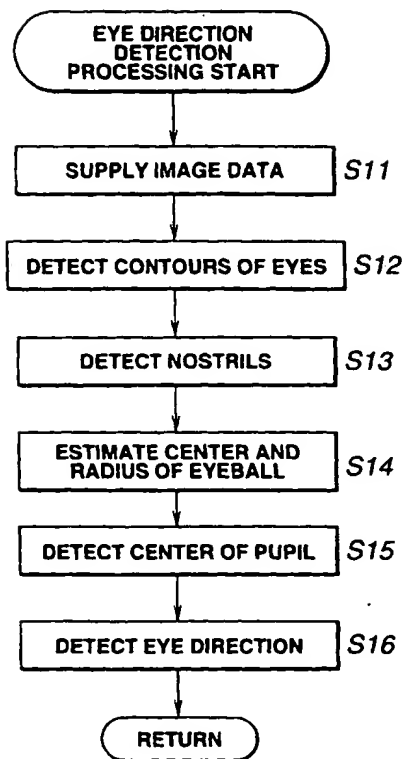 EYE DIRECTION
DETECTION
PROCESSING START
SUPPLY IMAGE DATA S11
DETECT CONTOURS OF EYES S12
DETECT NOSTRILS S13
ESTIMATE CENTER AND
RADIUS OF EYEBALL S14
DETECT CENTER OF PUPIL S15
DETECT EYE DIRECTION S16
RETURN